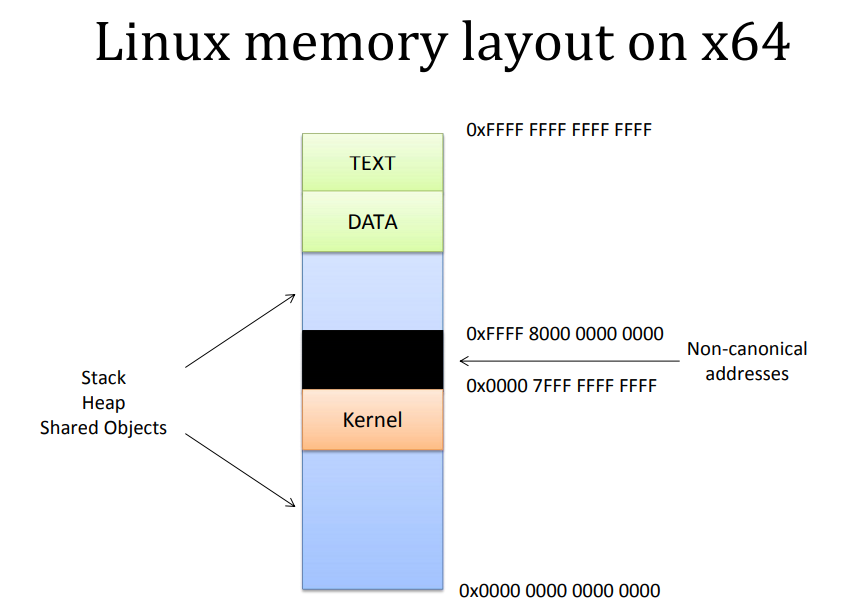 Linux memory layout on x64
0xFFFF FFFF FFFF FFFF
TEXT
DATA
0xFFFF 8000 0000 0000
Non-canonical
addresses
0x0000 7FFF FFFF FFFF
Stack
Heap
Shared Objects
Kernel
0x0000 0000 0000 0000